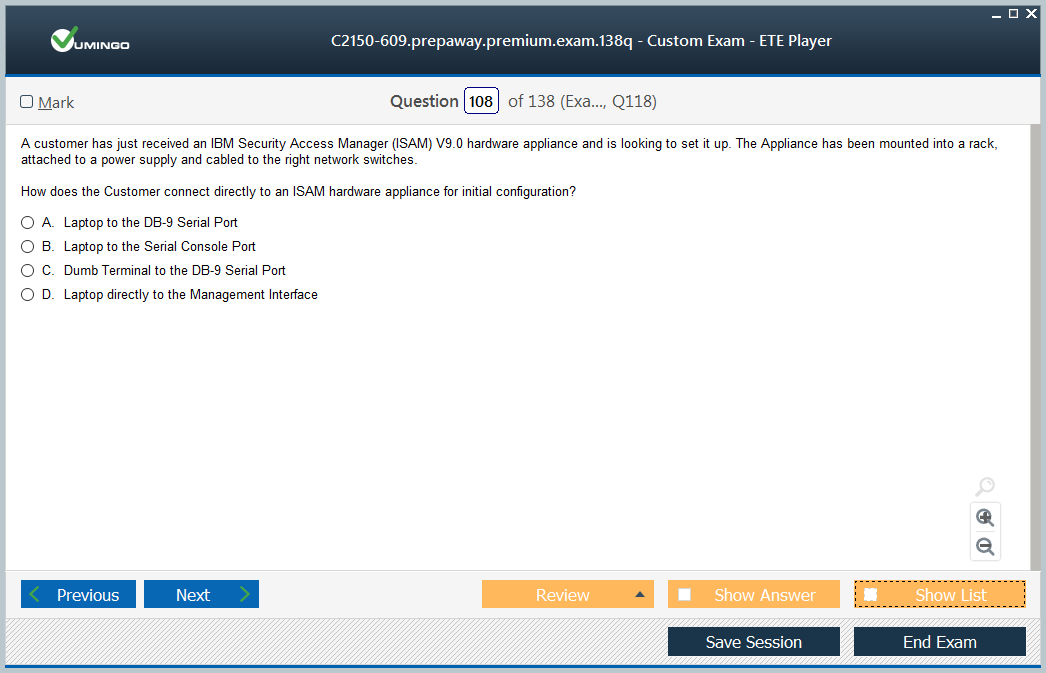 VUMINGO
C2150-609.prepaway.premium.exam.138q - Custom Exam - ETE Player
Mark
Question 108 of 138 (Exa..., Q118)
A customer has just received an IBM Security Access Manager (ISAM) V9.0 hardware appliance and is looking to set it up. The Appliance has been mounted into a rack,
attached to a power supply and cabled to the right network switches.
How does the Customer connect directly to an ISAM hardware appliance for initial configuration?
A. Laptop to the DB-9 Serial Port
B. Laptop to the Serial Console Port
C. Dumb Terminal to the DB-9 Serial Port
D. Laptop directly to the Management Interface
Previous Next Review Show Answer Show List
Save Session End Exam